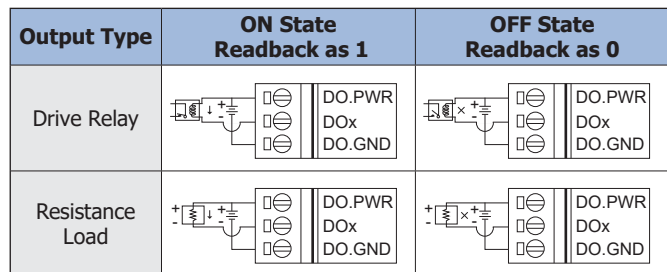 Output Type
ON State
Readback as 1
OFF State
Readback as 0
Drive Relay
+
-
DO.PWR
DOx
DO.GND
×
+
-
DO.PWR
DOx
DO.GND
Resistance
Load
+
-
+
-
DO.PWR
DOx
DO.GND
+
-
×
+
-
DO.PWR
DOx
DO.GND